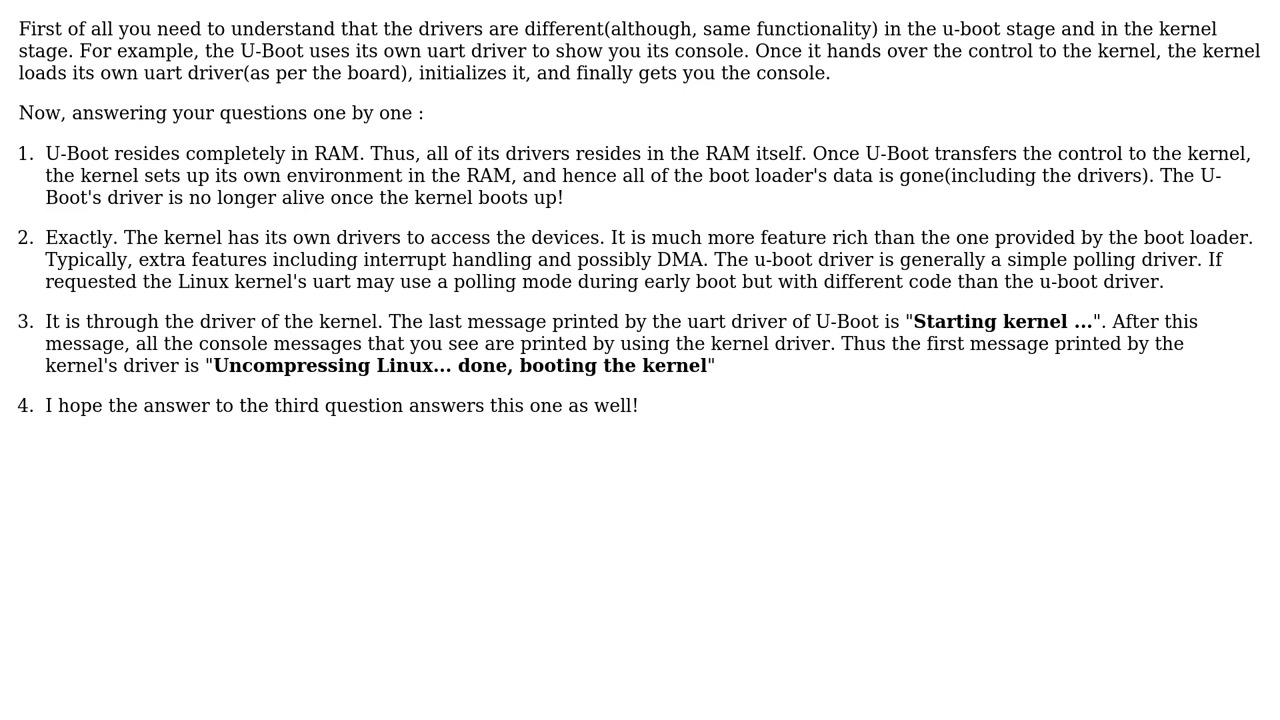 First of all you need to understand that the drivers are different(although, same functionality) in the u-boot stage and in the kernel
stage. For example, the U-Boot uses its own uart driver to show you its console. Once it hands over the control to the kernel, the kernel
loads its own uart driver(as per the board), initializes it, and finally gets you the console.
Now, answering your questions one by one :
1. U-Boot resides completely in RAM. Thus, all of its drivers resides in the RAM itself. Once U-Boot transfers the control to the kernel,
the kernel sets up its own environment in the RAM, and hence all of the boot loader's data is gone(including the drivers). The U-
Boot's driver is no longer alive once the kernel boots up!
2. Exactly. The kernel has its own drivers to access the devices. It is much more feature rich than the one provided by the boot loader.
Typically, extra features including interrupt handling and possibly DMA. The u-boot driver is generally a simple polling driver. If
requested the Linux kernel's uart may use a polling mode during early boot but with different code than the u-boot driver.
3. It is through the driver of the kernel. The last message printed by the uart driver of U-Boot is "Starting kernel ...". After this
message, all the console messages that you see are printed by using the kernel driver. Thus the first message printed by the
kernel's driver is "Uncompressing Linux... done, booting the kernel"
4. I hope the answer to the third question answers this one as well!